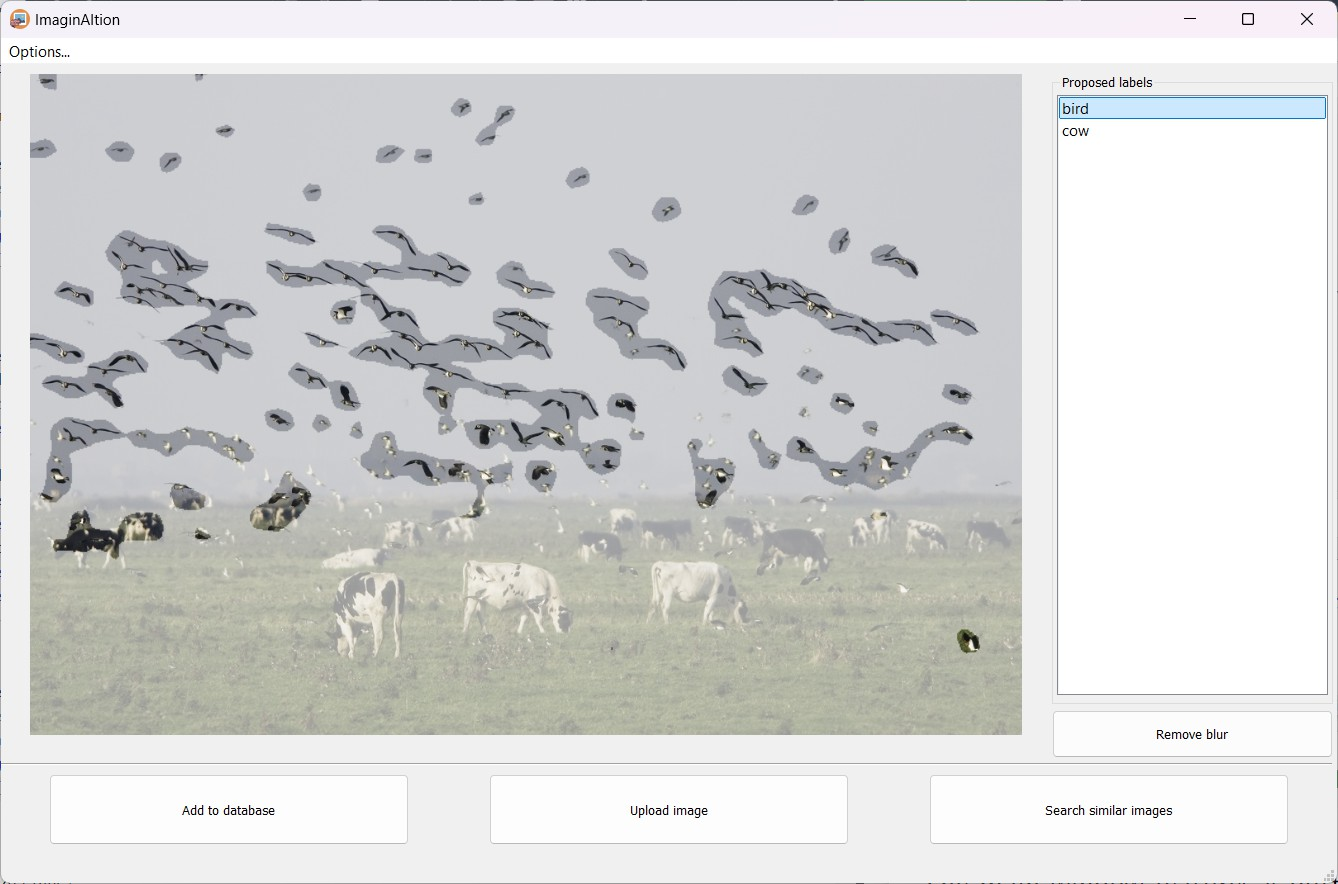 ImaginAItion
Options...
Proposed labels
bird
cow
Remove blur
Add to database
Upload image
Search similar images